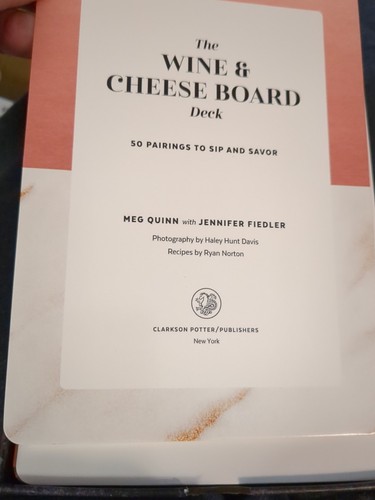 The
WINE &
CHEESE BOARD
Deck
50 PAIRINGS TO SIP AND SAVOR
MEG QUINN with JENNIFER FIEDLER
Photography by Haley Hunt Davis
Recipes by Ryan Norton
CLARKSON POTTER/PUBLISHERS
New York